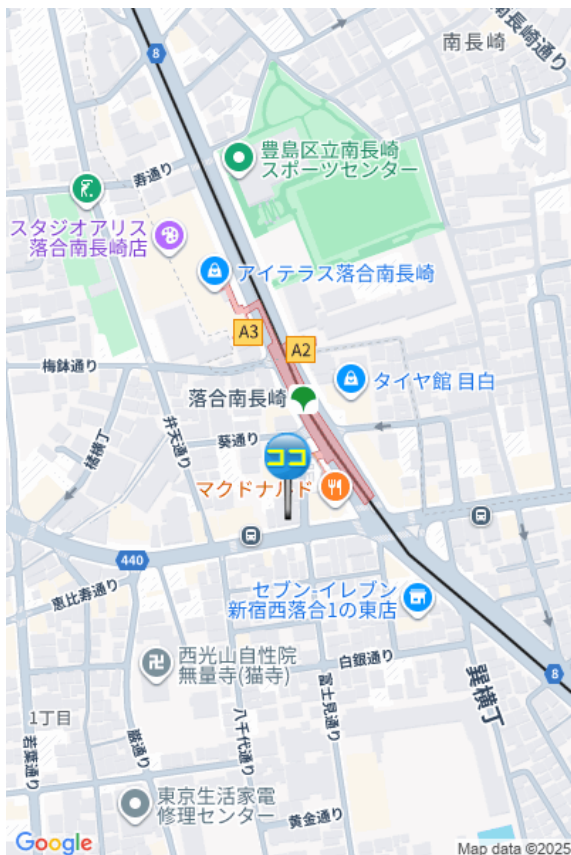 8
南長崎
南長崎通り
豊島区立南長崎
スポーツセンター
寿通り
スタジオアリス
落合南長崎店
アイテラス落合南長崎
A3
A2
梅鉢通り
タイヤ館 目白
落合南長崎
葵通り
弁天通り
ココ
マクドナルド
440
恵比寿通り
セブン-イレブン
新宿西落合1の東店
西光山自性院
無量寺(猫寺)
白銀通り
8
巽横丁
富士見通り
1丁目
八千代通り
巌通り
若葉通り
東京生活家電
修理センター
黄金通り
Google
Map data ©2025